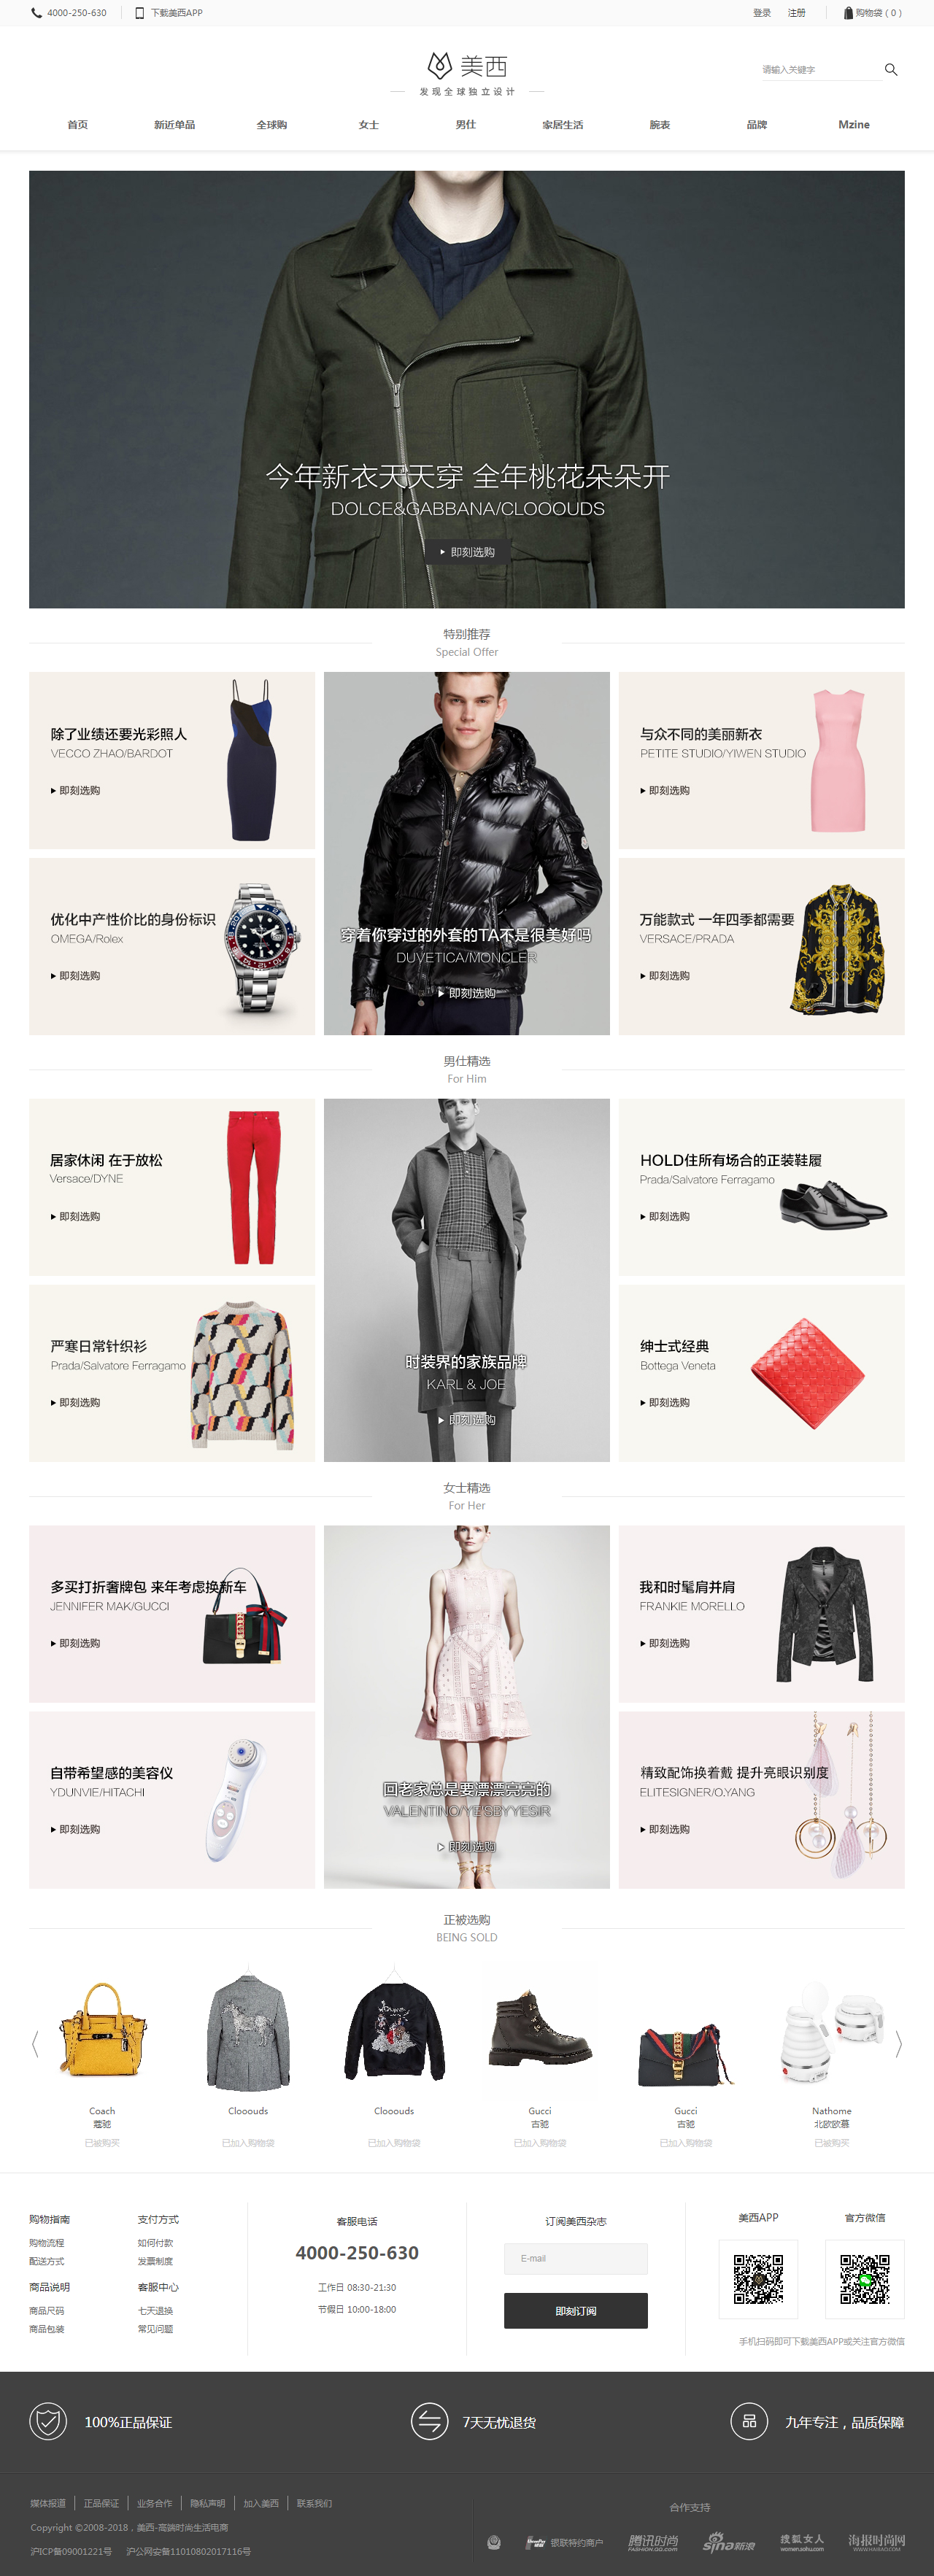 4000-250-630
下载美西APP
登录
注册
购物袋 ( 0 )
美西
发现全球独立设计
请输入关键字
首页
新近单品
全球购
女士
男仕
家居生活
腕表
品牌
Mzine
今年新衣天天穿 全年桃花朵朵开
DOLCE&GABBANA/CLOOOUDS
即刻选购
特别推荐
Special Offer
除了业绩还要光彩照人
VECCO ZHAO/BARDOT
即刻选购
优化中产性价比的身份标识
OMEGA/Rolex
即刻选购
穿着你穿过的外套的TA不是很美好吗
DUVETICA/MONCLER
即刻选购
与众不同的美丽新衣
PETITE STUDIO/YIWEN STUDIO
即刻选购
万能款式 一年四季都需要
VERSACE/PRADA
即刻选购
男仕精选
For Him
居家休闲 在于放松
Versace/DYNE
即刻选购
严寒日常针织衫
Prada/Salvatore Ferragamo
即刻选购
时装界的家族品牌
KARL & JOE
即刻选购
HOLD住所有场合的正装鞋履
Prada/Salvatore Ferragamo
即刻选购
绅士式经典
Bottega Veneta
即刻选购
女士精选
For Her
多买打折奢牌包 来年考虑换新车
JENNIFER MAK/GUCCI
即刻选购
自带希望感的美容仪
YDUNVIE/HITACHI
即刻选购
回老家总是要漂漂亮亮的
VALENTINO/YE'SBYYESIR
即刻选购
我和时髦肩并肩
FRANKIE MORELLO
即刻选购
精致配饰换着戴 提升亮眼识别度
ELITESIGNER/O.YANG
即刻选购
正被选购
BEING SOLD
Coach
蔻驰
已被购买
Clooouds
已加入购物袋
Clooouds
已加入购物袋
Gucci
古驰
已加入购物袋
Gucci
古驰
已加入购物袋
Nathome
北欧欧慕
已被购买
购物指南
购物流程
配送方式
商品说明
商品尺码
商品包装
支付方式
如何付款
发票制度
客服中心
七天退换
常见问题
客服电话
4000-250-630
工作日 08:30-21:30
节假日 10:00-18:00
订阅美西杂志
E-mail
即刻订阅
美西APP
官方微信
手机扫码即可下载美西APP或关注官方微信
100%正品保证
7天无忧退货
品
九年专注，品质保障
媒体报道
正品保证
业务合作
隐私声明
加入美西
联系我们
Copyright ©2008-2018，美西-高端时尚生活电商
沪ICP备09001221号
沪公网安备11010802017116号
合作支持
银联特约商户
腾讯时尚
FASHION.QQ.COM
sina新浪
搜狐女人
women.sohu.com
海报时尚网
WWW.HAIBAO.COM